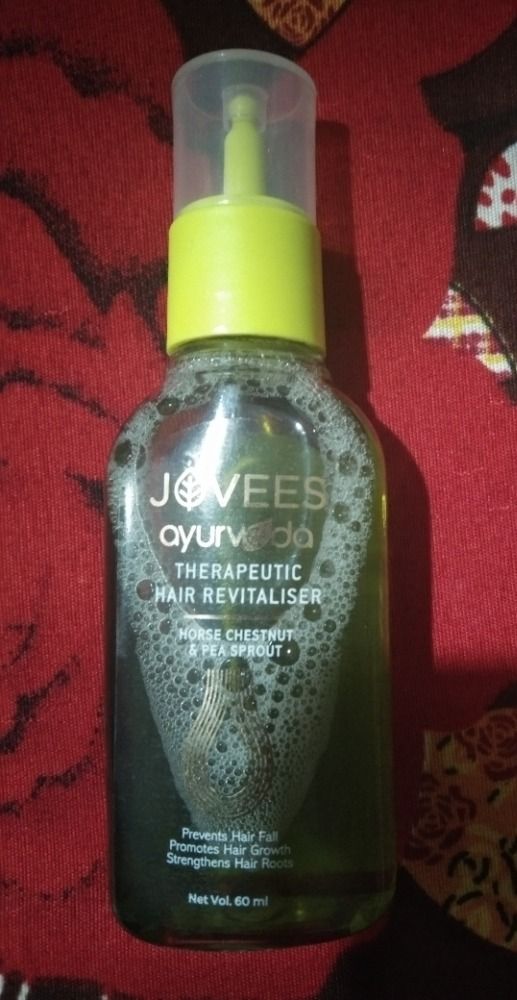 JOVEES
ayurveda
THERAPEUTIC
HAIR REVITALISER
HORSE CHESTNUT
& PEA SPROUT
Prevents Hair Fall
Promotes Hair Growth
Strengthens Hair Roots
Net Vol. 60 ml